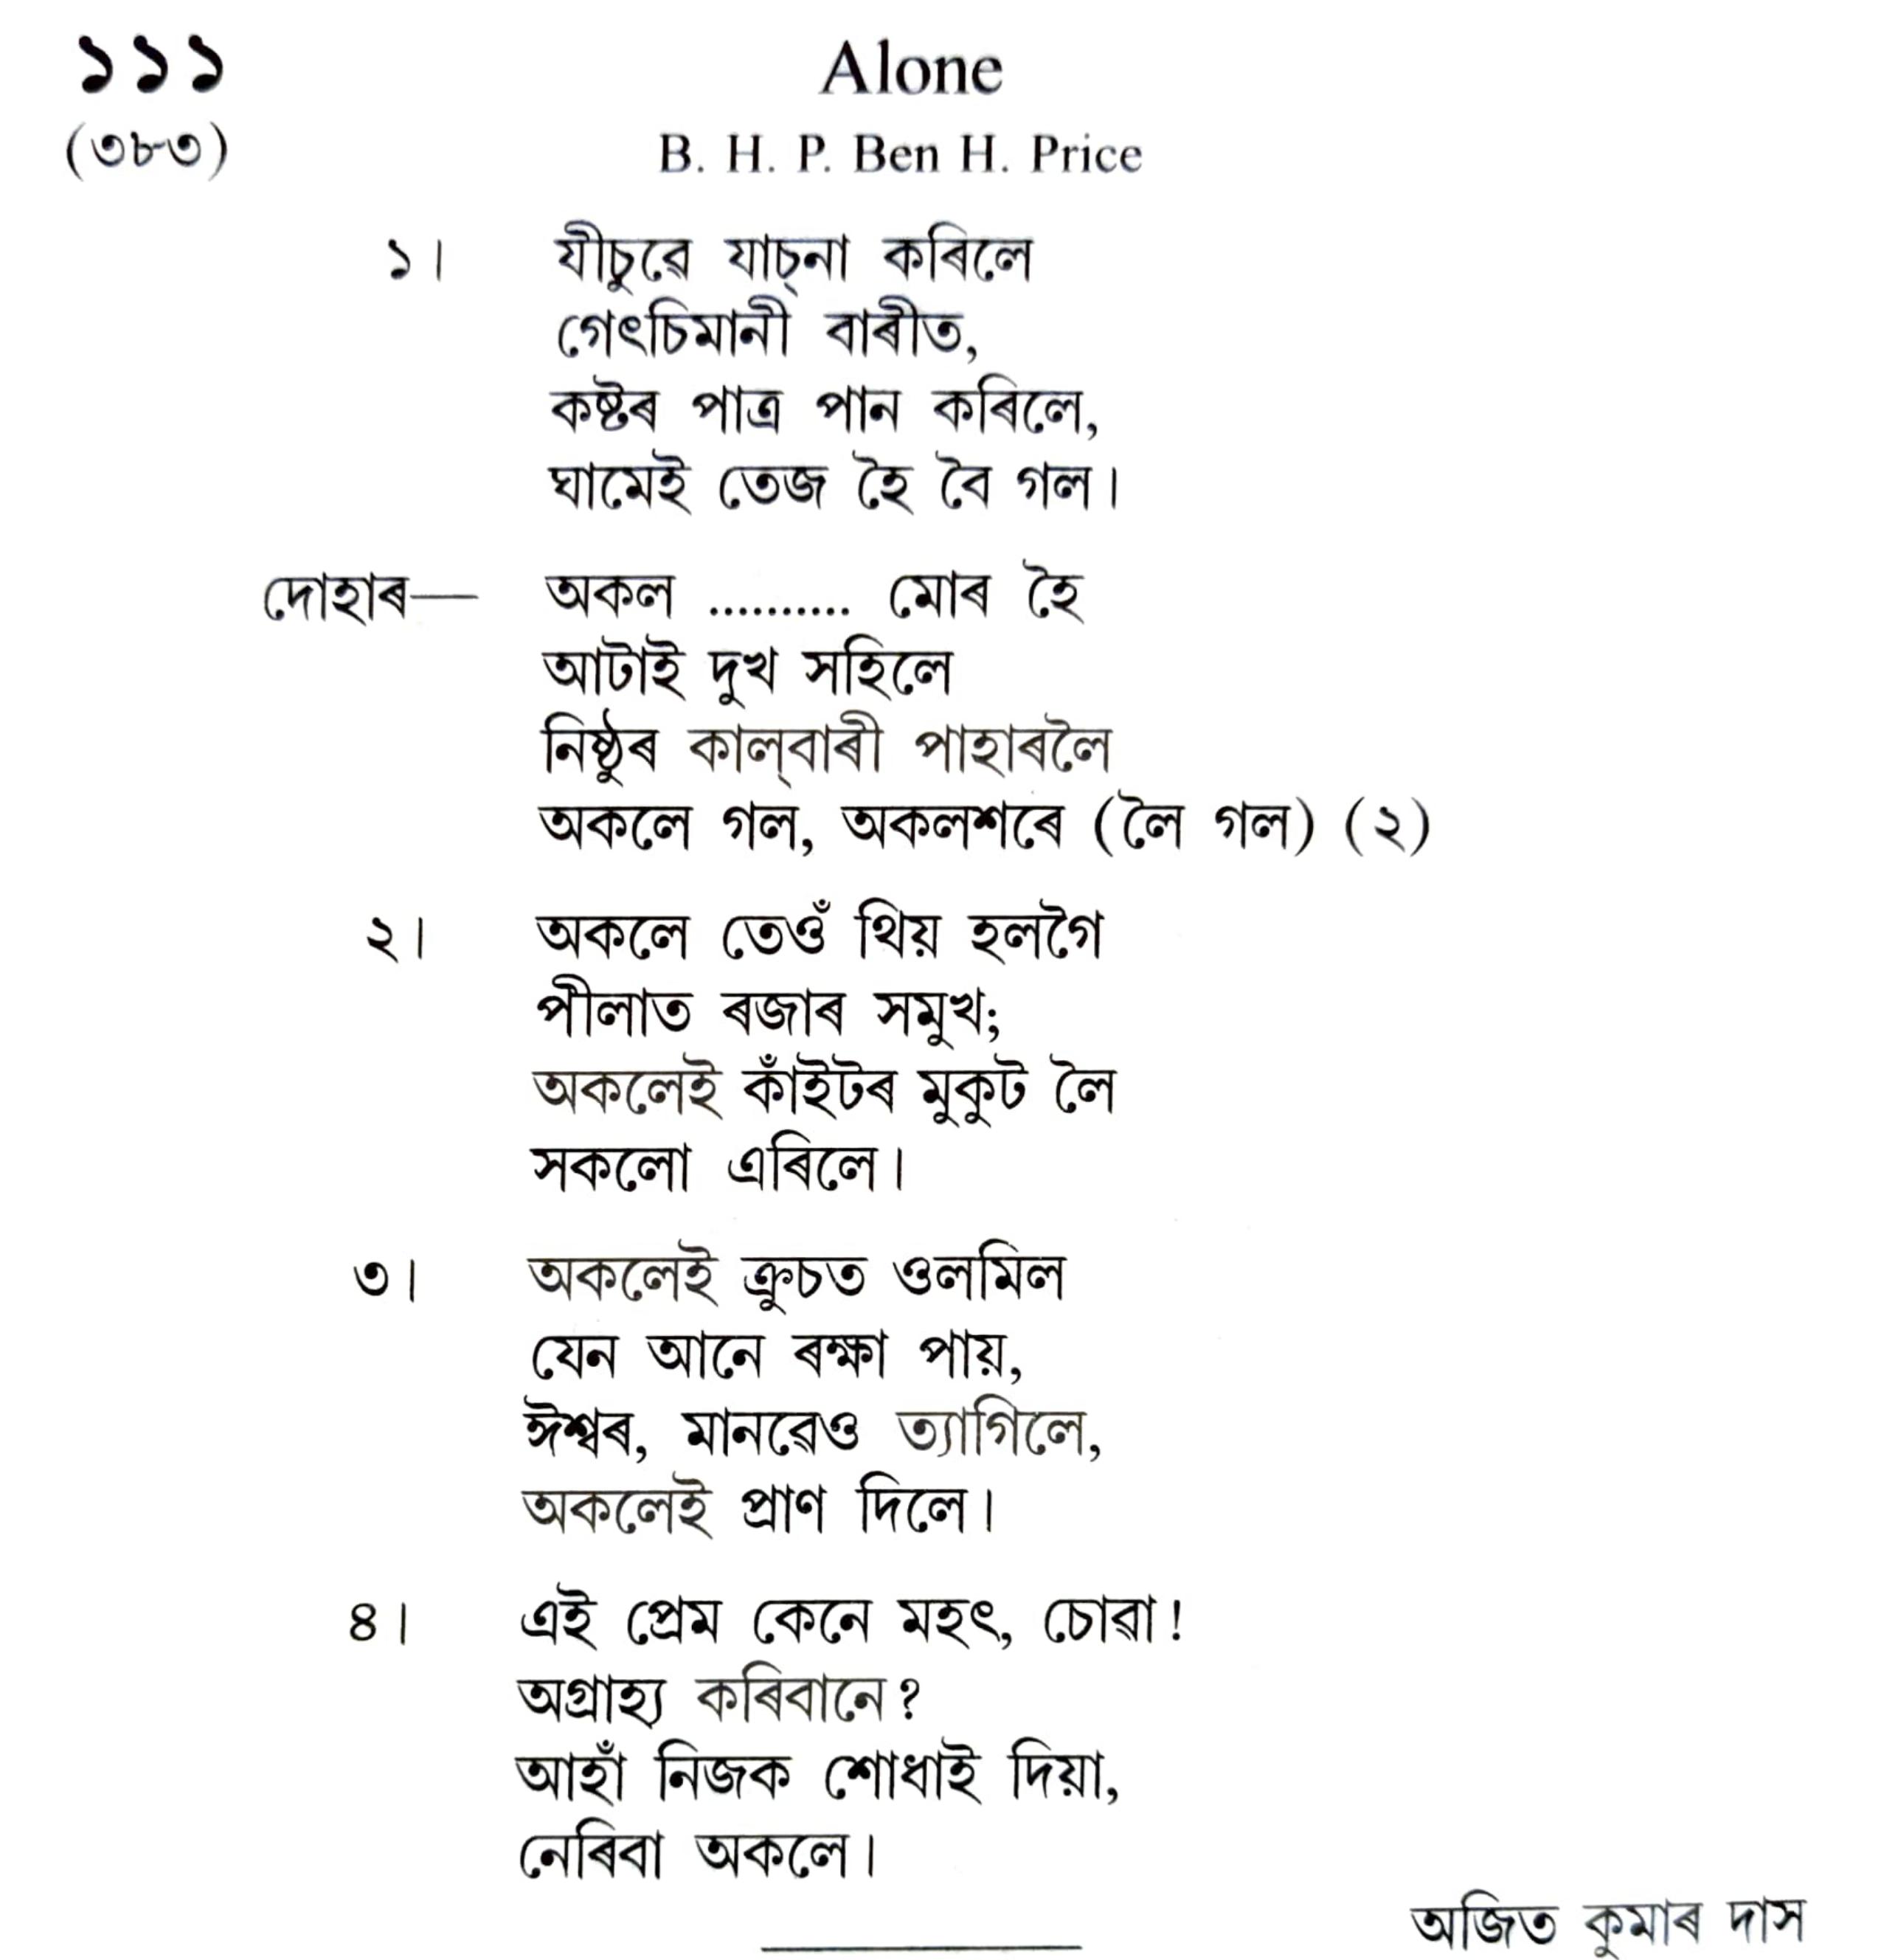 ১১১ Alone
(৩৮৩) B. H. P. Ben H. Price
১। যীচুৱে যাচ্‌না কৰিলে
গেৎচিমানী বাৰীত,
কষ্টৰ পাত্ৰ পান কৰিলে,
ঘামেই তেজ হৈ বৈ গল।
দোহাৰ— অকল .......... মোৰ হৈ
আটাই দুখ সহিলে
নিষ্ঠুৰ কাল্‌বাৰী পাহাৰলৈ
অকলে গল, অকলশৰে (লৈ গল) (২)
২। অকলে তেওঁ থিয় হলগৈ
পীলাত ৰজাৰ সমুখ;
অকলেই কাঁইটৰ মুকুট লৈ
সকলো এৰিলে।
৩। অকলেই ক্ৰুচত ওলমিল
যেন আনে ৰক্ষা পায়,
ঈশ্বৰ, মানৱেও ত্যাগিলে,
অকলেই প্ৰাণ দিলে।
৪। এই প্ৰেম কেনে মহৎ, চোৱা!
অগ্ৰাহ্য কৰিবানে?
আহাঁ নিজক শোধাই দিয়া,
নেৰিবা অকলে।
অজিত কুমাৰ দাস